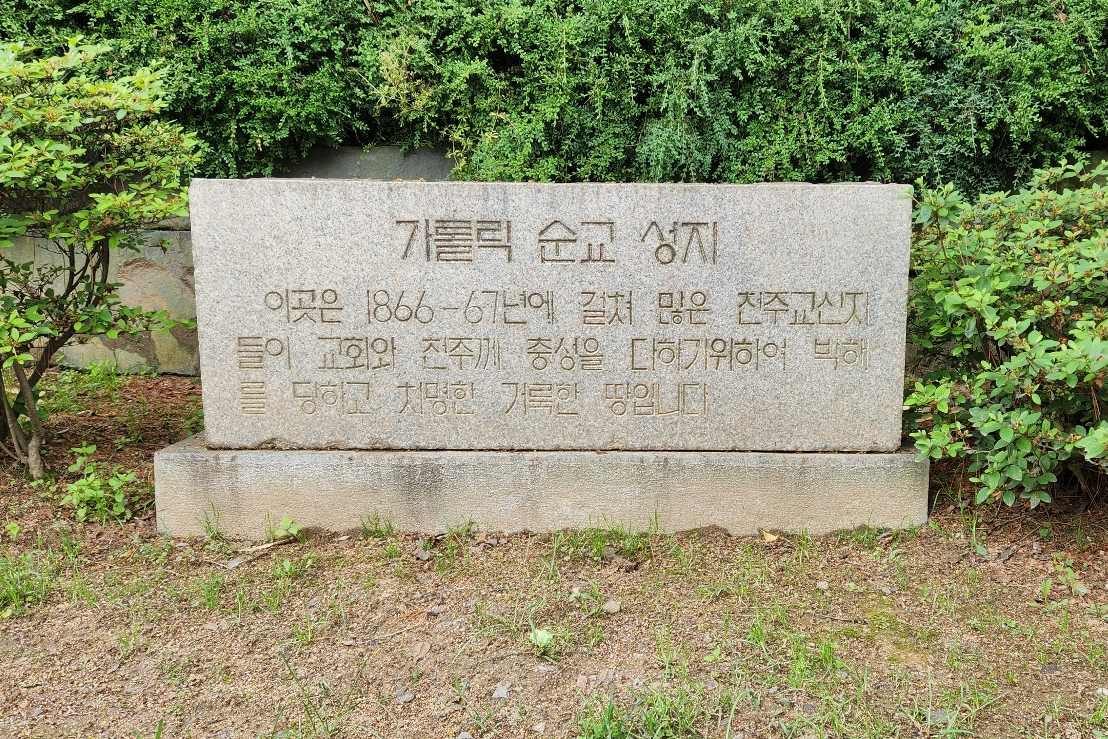 가톨릭 순교 성지
이곳은 1866-67년에 걸쳐 많은 천주교신자
들이 교회와 천주께 충성을 다하기위하여 박해
를 당하고 치명한 거룩한 땅입니다